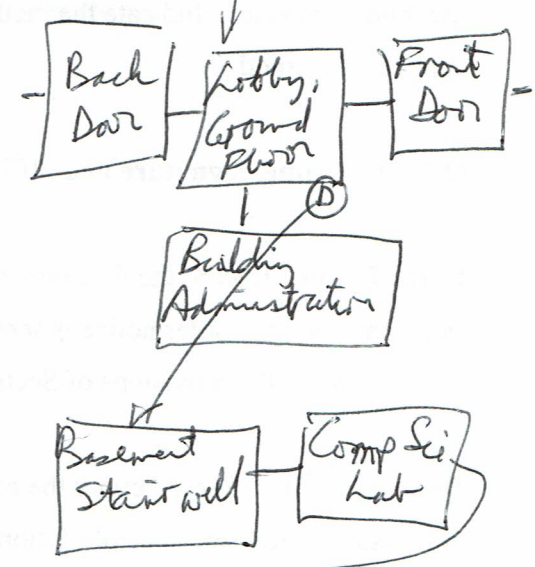 Back
Door
Lobby,
Ground
Floor
Front
Door
D
Building
Administration
Basement
Stairwell
Comp Sci
Lab